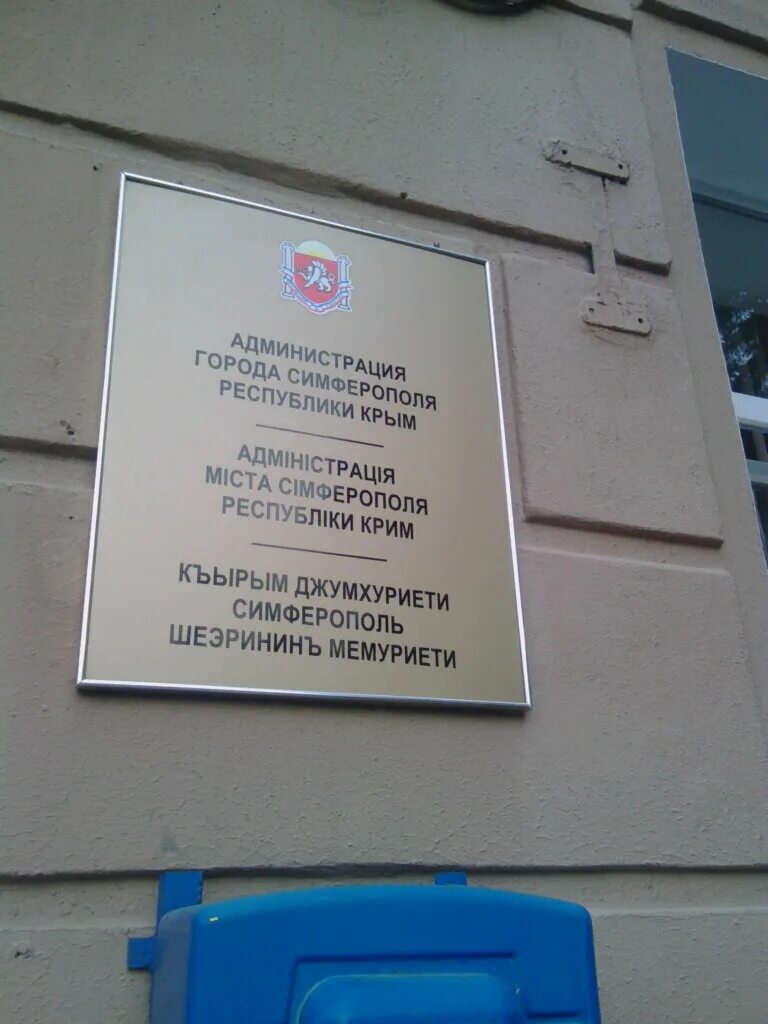 АДМИНИСТРАЦИЯ
ГОРОДА СИМФЕРОПОЛЯ
РЕСПУБЛИКИ КРЫМ
АДМІНІСТРАЦІЯ
МІСТА СІМФЕРОПОЛЯ
РЕСПУБЛІКИ КРИМ
КЪЫРЫМ ДЖУМХУРИЕТИ
СИМФЕРОПОЛЬ
ШЕЭРИНИНЪ МЕМУРИЕТИ